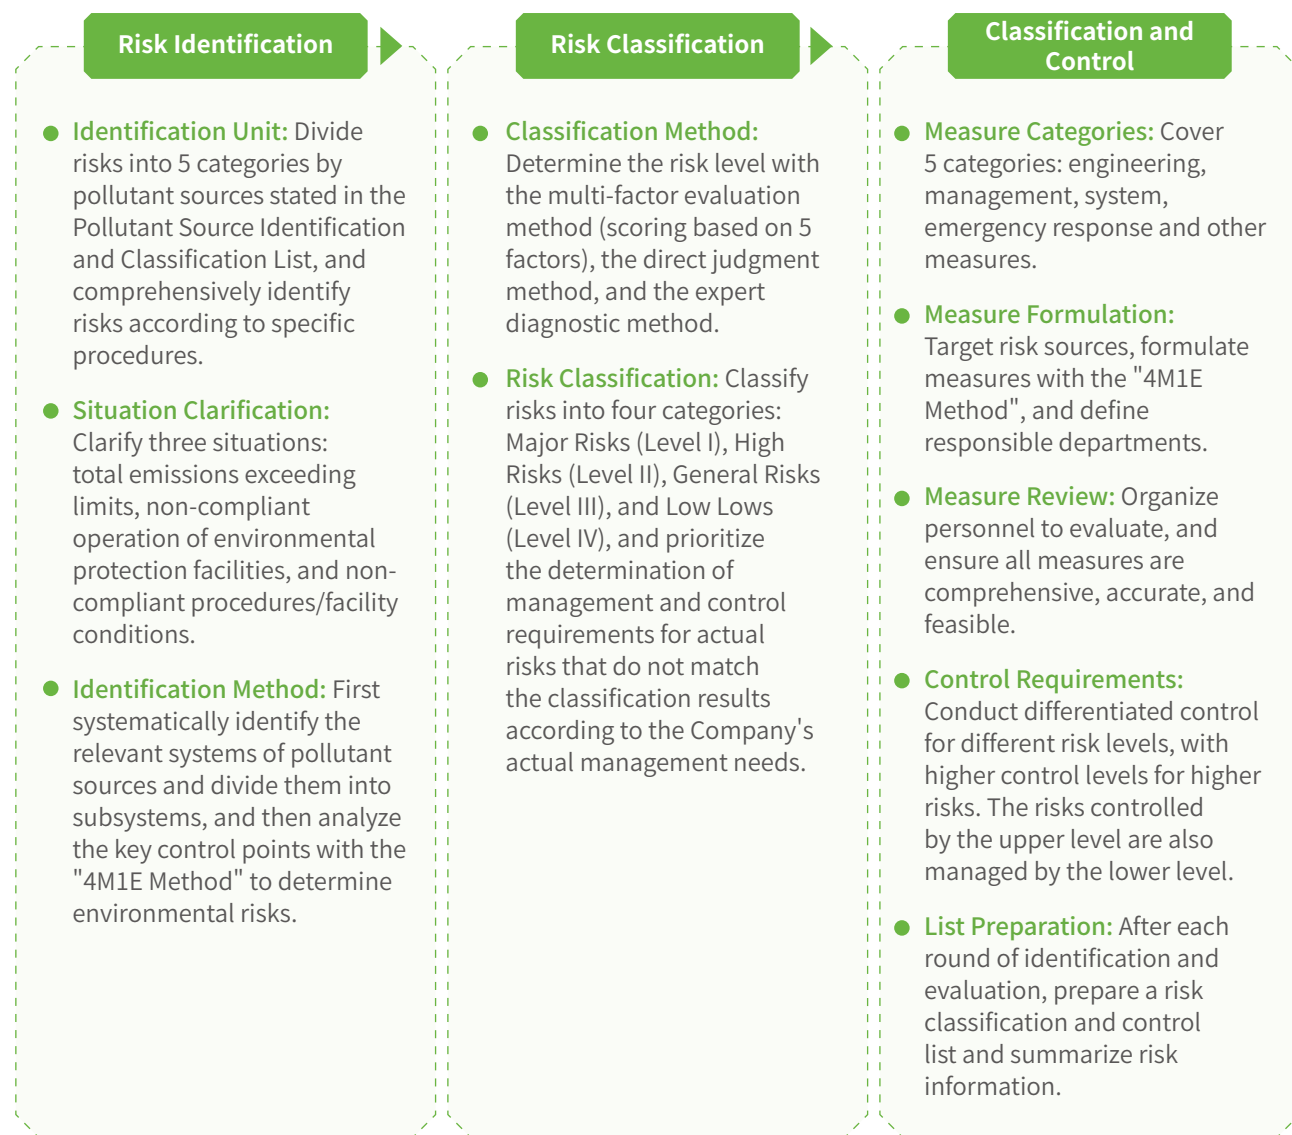 Risk Identification
Identification Unit: Divide
risks into 5 categories by
pollutant sources stated in the
Pollutant Source Identification
and Classification List, and
comprehensively identify
risks according to specific
procedures.
Situation Clarification:
Clarify three situations:
total emissions exceeding
limits, non-compliant
operation of environmental
protection facilities, and non-
compliant procedures/facility
conditions.
Identification Method: First
systematically identify the
relevant systems of pollutant
sources and divide them into
subsystems, and then analyze
the key control points with the
"4M1E Method" to determine
environmental risks.
Risk Classification
Classification Method:
Determine the risk level with
the multi-factor evaluation
method (scoring based on 5
factors), the direct judgment
method, and the expert
diagnostic method.
Risk Classification: Classify
risks into four categories:
Major Risks (Level I), High
Risks (Level II), General Risks
(Level III), and Low Lows
(Level IV), and prioritize
the determination of
management and control
requirements for actual
risks that do not match
the classification results
according to the Company's
actual management needs.
Classification and
Control
Measure Categories: Cover
5 categories: engineering,
management, system,
emergency response and other
measures.
Measure Formulation:
Target risk sources, formulate
measures with the "4M1E
Method", and define
responsible departments.
Measure Review: Organize
personnel to evaluate, and
ensure all measures are
comprehensive, accurate, and
feasible.
Control Requirements:
Conduct differentiated control
for different risk levels, with
higher control levels for higher
risks. The risks controlled
by the upper level are also
managed by the lower level.
List Preparation: After each
round of identification and
evaluation, prepare a risk
classification and control
list and summarize risk
information.